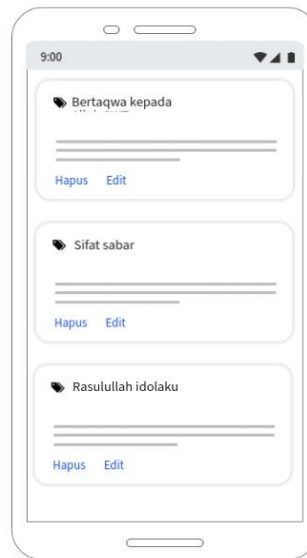 9:00
Bertaqwa kepada
Hapus Edit
Sifat sabar
Hapus Edit
Rasulullah idolaku
Hapus Edit